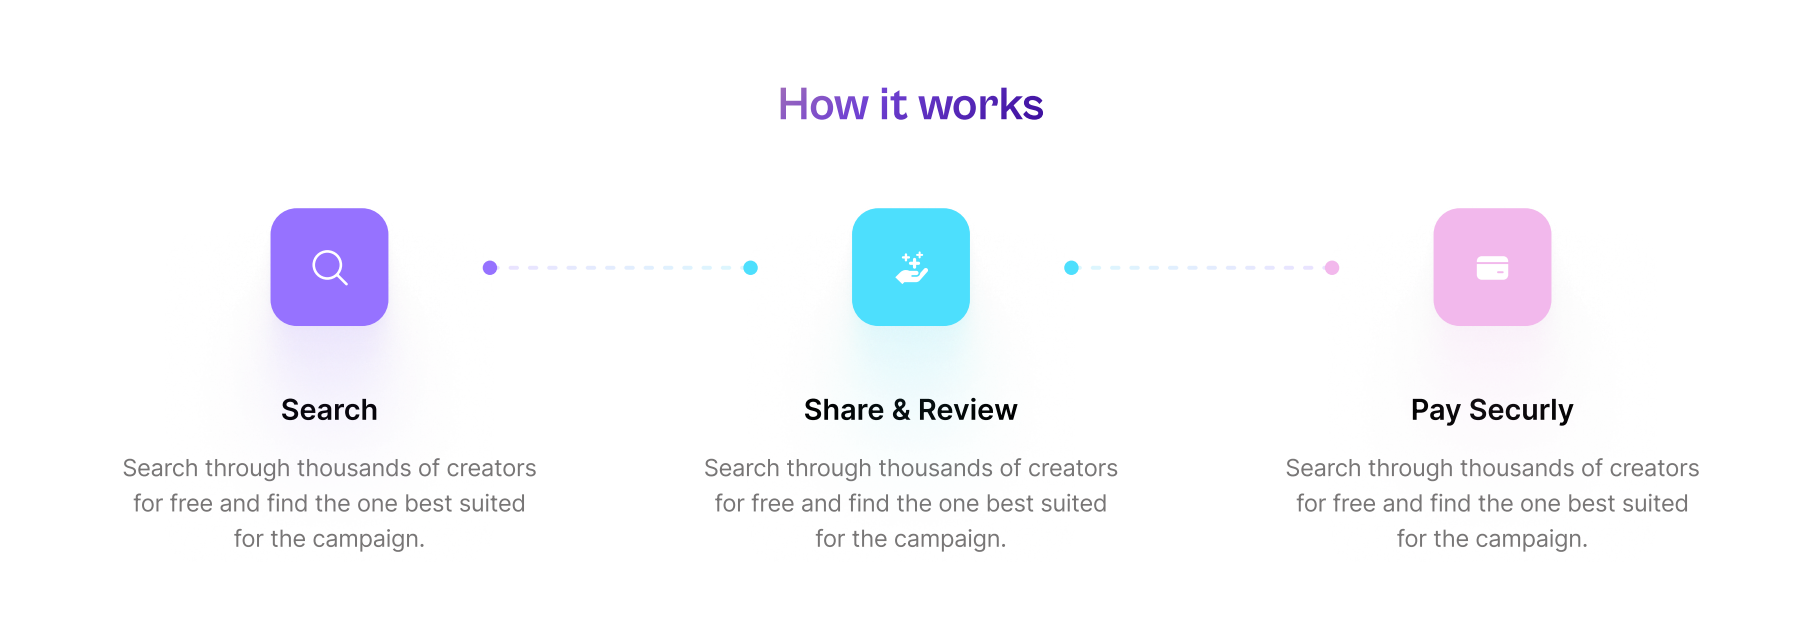 How it works
Search
Search through thousands of creators
for free and find the one best suited
for the campaign.
Share & Review
Search through thousands of creators
for free and find the one best suited
for the campaign.
Pay Securly
Search through thousands of creators
for free and find the one best suited
for the campaign.